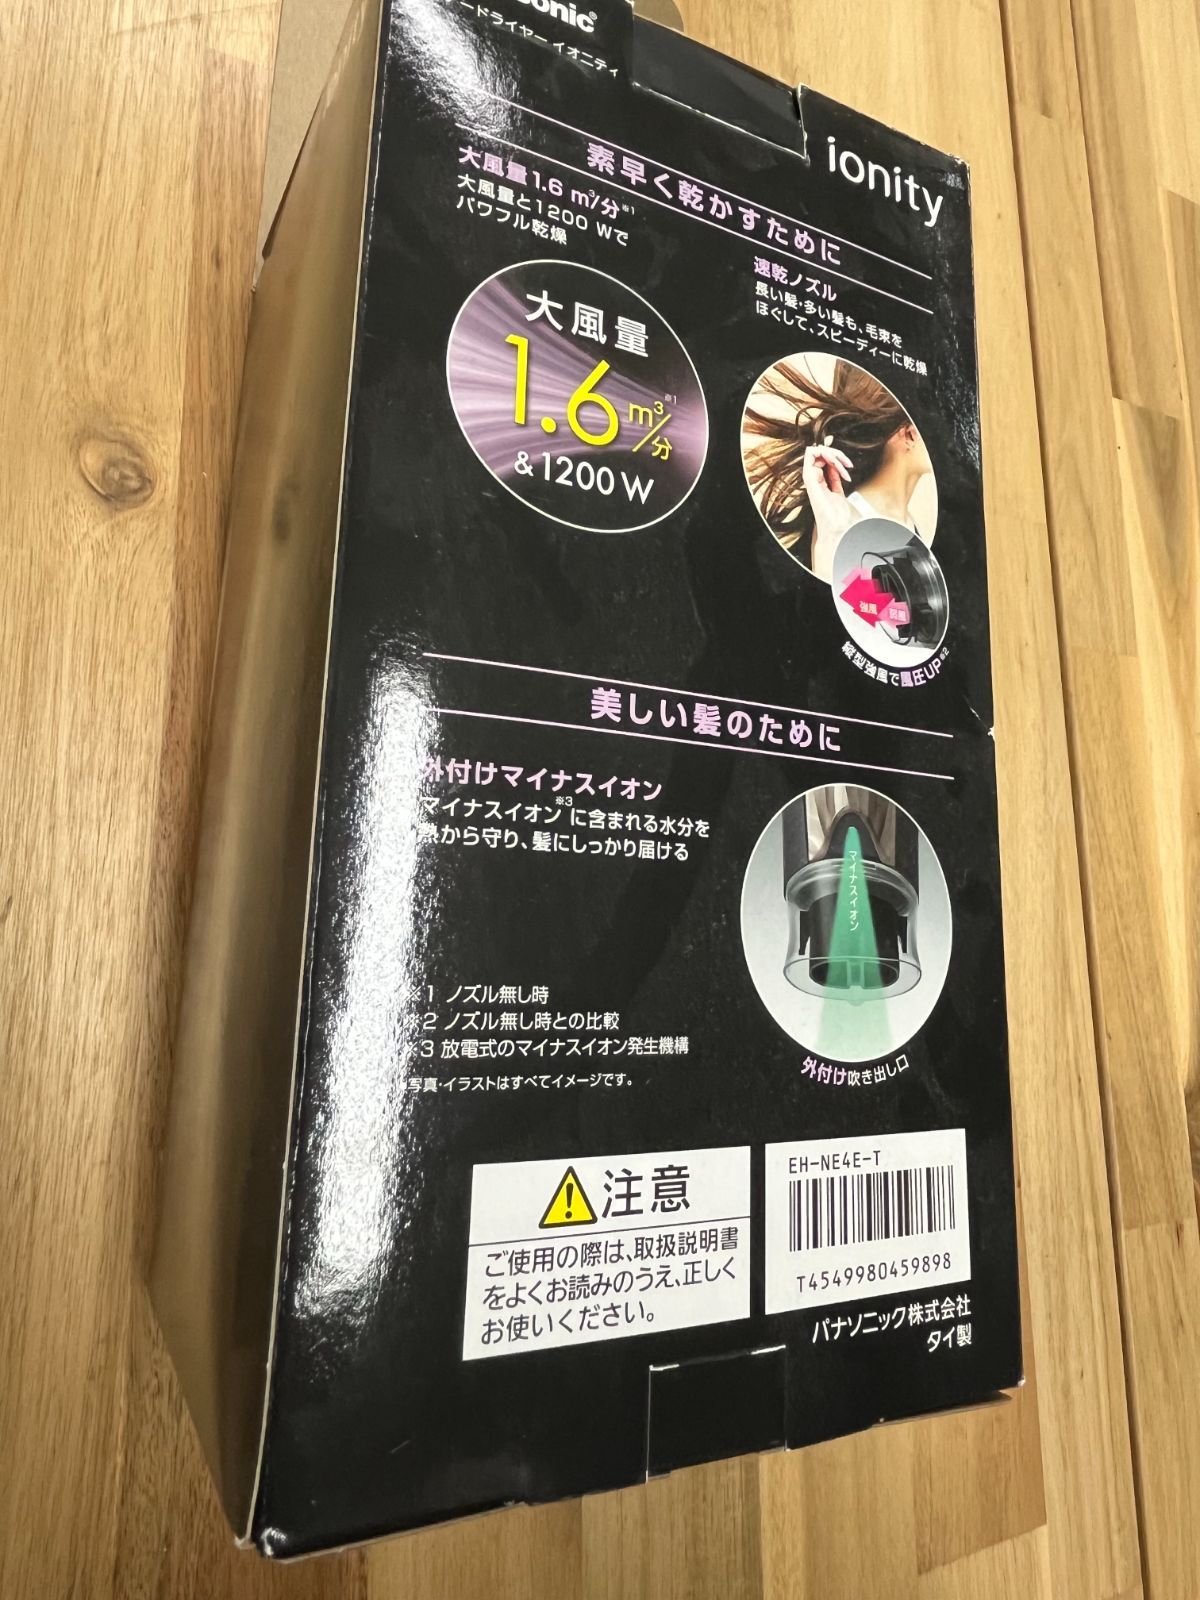 sonic®
ードライヤー イオニティ
ionity
素早く乾かすために
大風量1.6 m³/分※1
大風量と1200 Wで
パワフル乾燥
大風量
1.6 m³/分※1
&1200 W
速乾ノズル
長い髪・多い髪も、毛束を
ほぐして、スピーディーに乾燥
強風
弱風
縦型強風で風圧UP※2
美しい髪のために
外付けマイナスイオン
マイナスイオン※3に含まれる水分を
熱から守り、髪にしっかり届ける
マイナスイオン
外付け吹き出し口
※1 ノズル無し時
※2 ノズル無し時との比較
※3 放電式のマイナスイオン発生機構
写真・イラストはすべてイメージです。
注意
ご使用の際は、取扱説明書
をよくお読みのうえ、正しく
お使いください。
EH-NE4E-T
T4549980459898
パナソニック株式会社
タイ製